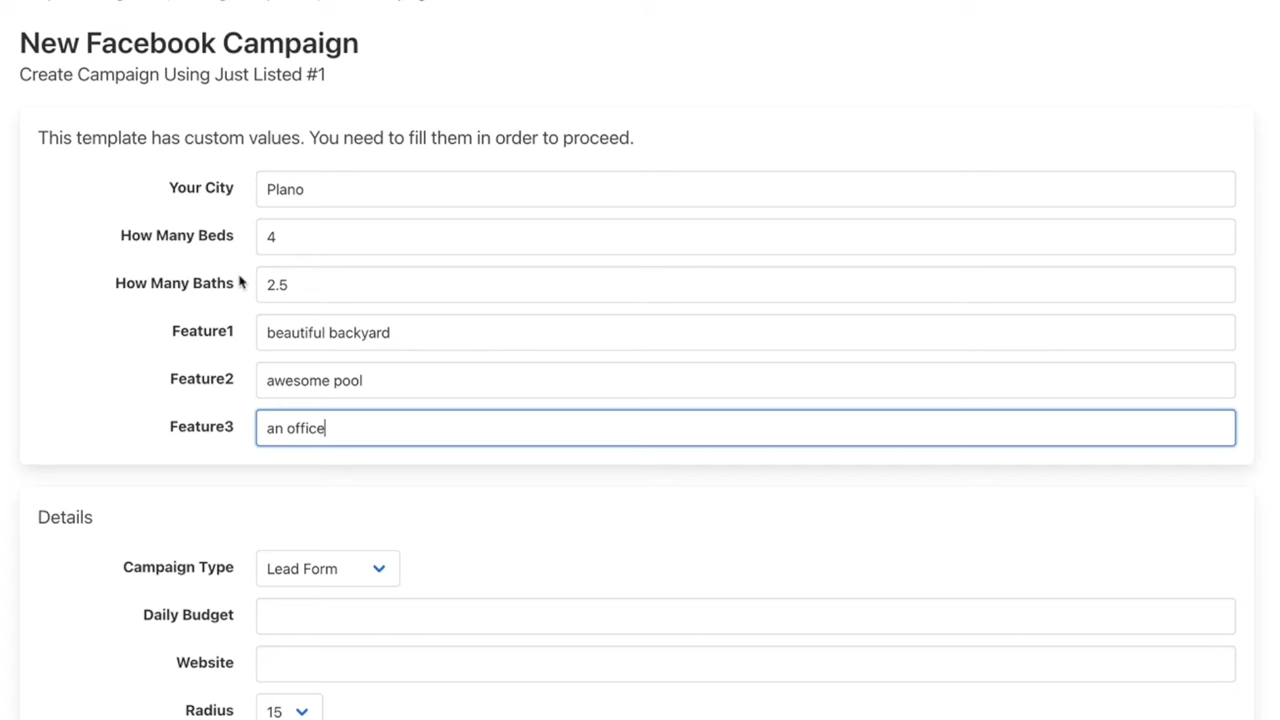 New Facebook Campaign
Create Campaign Using Just Listed #1
This template has custom values. You need to fill them in order to proceed.
Your City Plano
How Many Beds 4
How Many Baths 2.5
Feature1 beautiful backyard
Feature2 awesome pool
Feature3 an office
Details
Campaign Type Lead Form
Daily Budget
Website
Radius 15